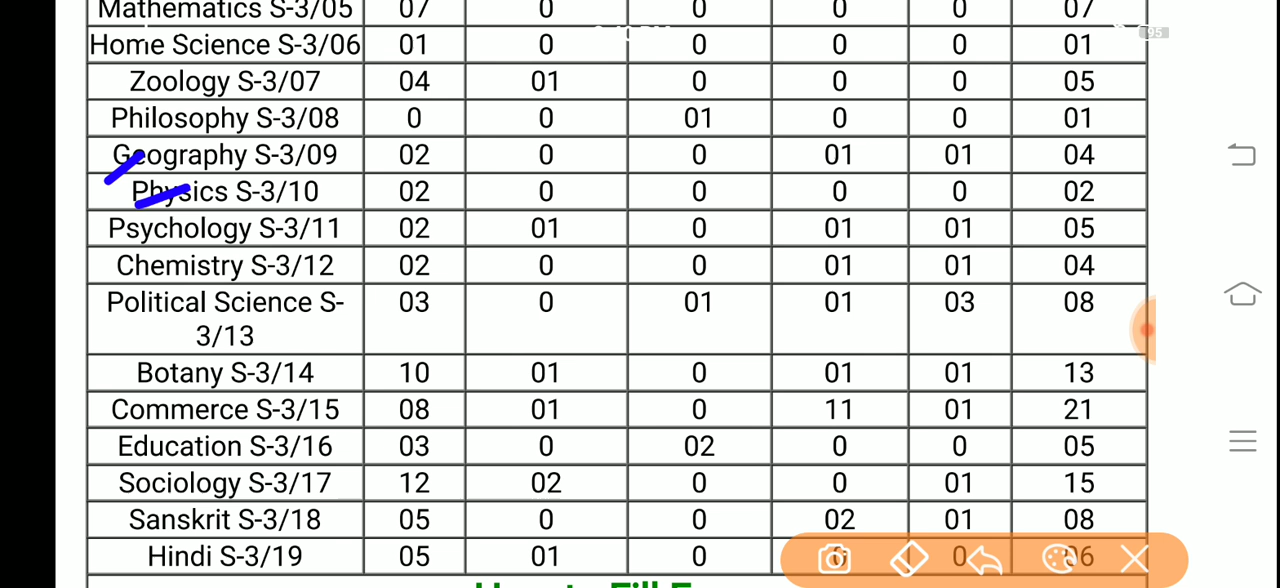 Mathematics S-3/05 07 0 0 0 0 07
Home Science S-3/06 01 0 0 0 0 01
Zoology S-3/07 04 01 0 0 0 05
Philosophy S-3/08 0 0 01 0 0 01
Geography S-3/09 02 0 0 01 01 04
Physics S-3/10 02 0 0 0 0 02
Psychology S-3/11 02 01 0 01 01 05
Chemistry S-3/12 02 0 0 01 01 04
Political Science S- 03 0 01 01 03 08
3/13
Botany S-3/14 10 01 0 01 01 13
Commerce S-3/15 08 01 0 11 01 21
Education S-3/16 03 0 02 0 0 05
Sociology S-3/17 12 02 0 0 01 15
Sanskrit S-3/18 05 0 0 02 01 08
Hindi S-3/19 05 01 0 0 0 06
95